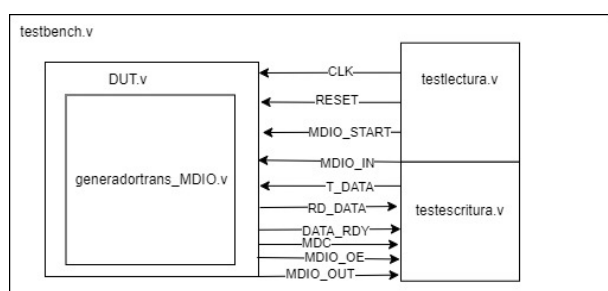 testbench.v
DUT.v
generadortrans_MDIO.v
CLK
RESET
MDIO_START
MDIO_IN
T_DATA
RD_DATA
DATA_RDY
MDC
MDIO_OE
MDIO_OUT
testlectura.v
testescritura.v